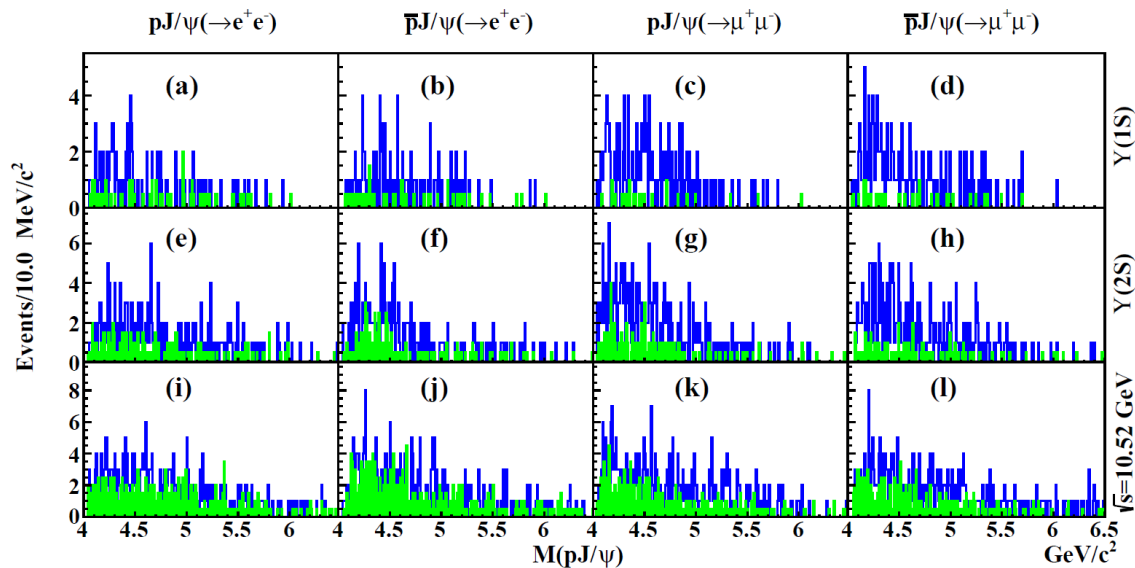 pJ/ψ(→e⁺e⁻) p̅J/ψ(→e⁺e⁻) pJ/ψ(→μ⁺μ⁻) p̅J/ψ(→μ⁺μ⁻)
Events/10.0 MeV/c²
(a) (b) (c) (d)
4
2
0
Υ(1S)
(e) (f) (g) (h)
6
4
2
0
Υ(2S)
(i) (j) (k) (l)
8
6
4
2
0
√s=10.52 GeV
4 4.5 5 5.5 6 4.5 5 5.5 6 4.5 5 5.5 6 4 4.5 5 5.5 6 6.5
M(pJ/ψ) GeV/c²